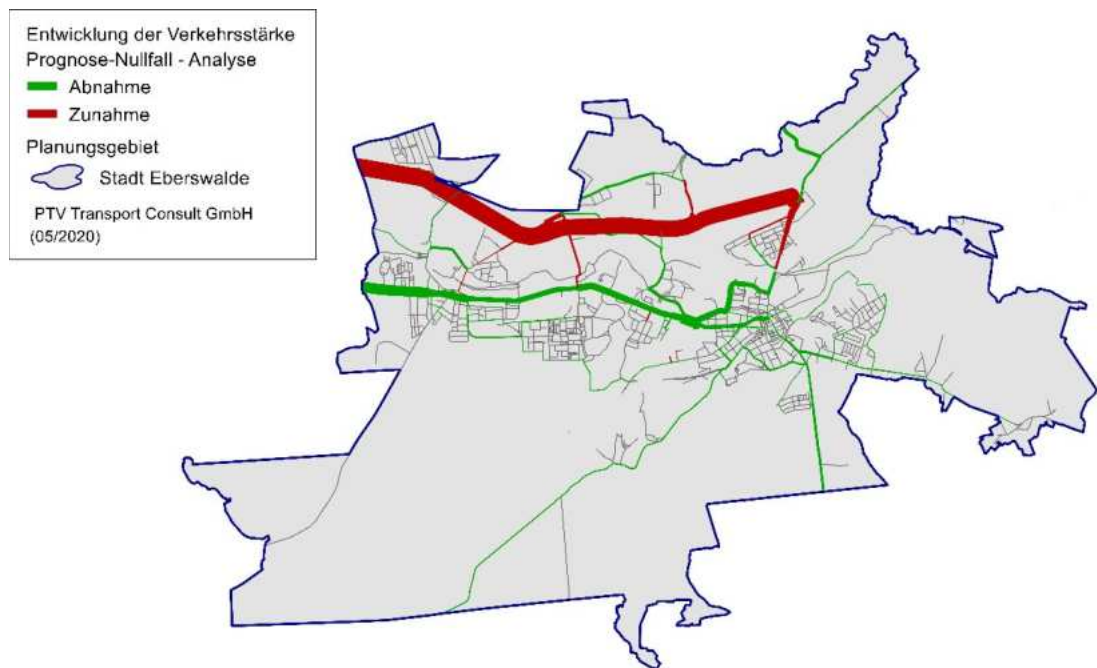 Entwicklung der Verkehrsstärke
Prognose-Nullfall - Analyse
Abnahme
Zunahme
Planungsgebiet
Stadt Eberswalde
PTV Transport Consult GmbH
(05/2020)